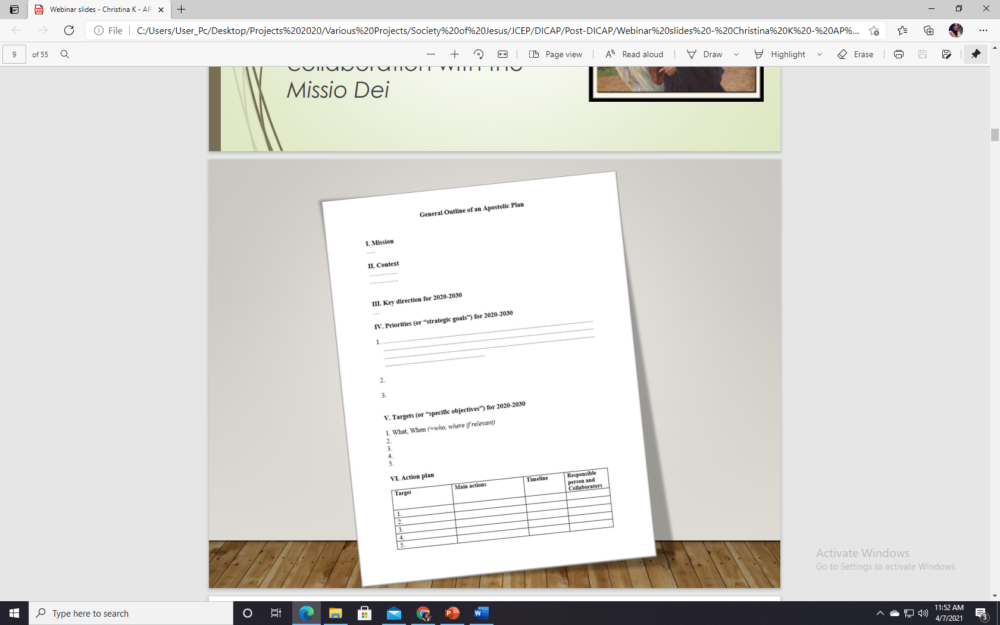 Webinar slides - Christina K - AP
File
C:/Users/User_Pc/Desktop/Projects%202020/Various%20Projects/Society%20of%20Jesus/JCEP/DICAP/Post-DICAP/Webinar%20slides%20-%20Christina%20K%20-%20AP%...
9
of 55
Page view
Read aloud
Draw
Highlight
Erase
Collaboration with the
Missio Dei
General Outline of an Apostolic Plan
I. Mission
....
II. Context
.............
.............
III. Key direction for 2020-2030
...
IV. Priorities (or “strategic goals”) for 2020-2030
1. ..........................................................................................
..........................................................................................
..........................................................................................
..........................................
2.
3.
V. Targets (or “specific objectives”) for 2020-2030
1. What, When (+who, where if relevant)
2.
3.
4.
5.
VI. Action plan
Target
Main actions
Timeline
Responsible
person and
Collaborators
1.
2.
3.
4.
5.
Activate Windows
Go to Settings to activate Windows.
Type here to search
11:52 AM
4/7/2021
3